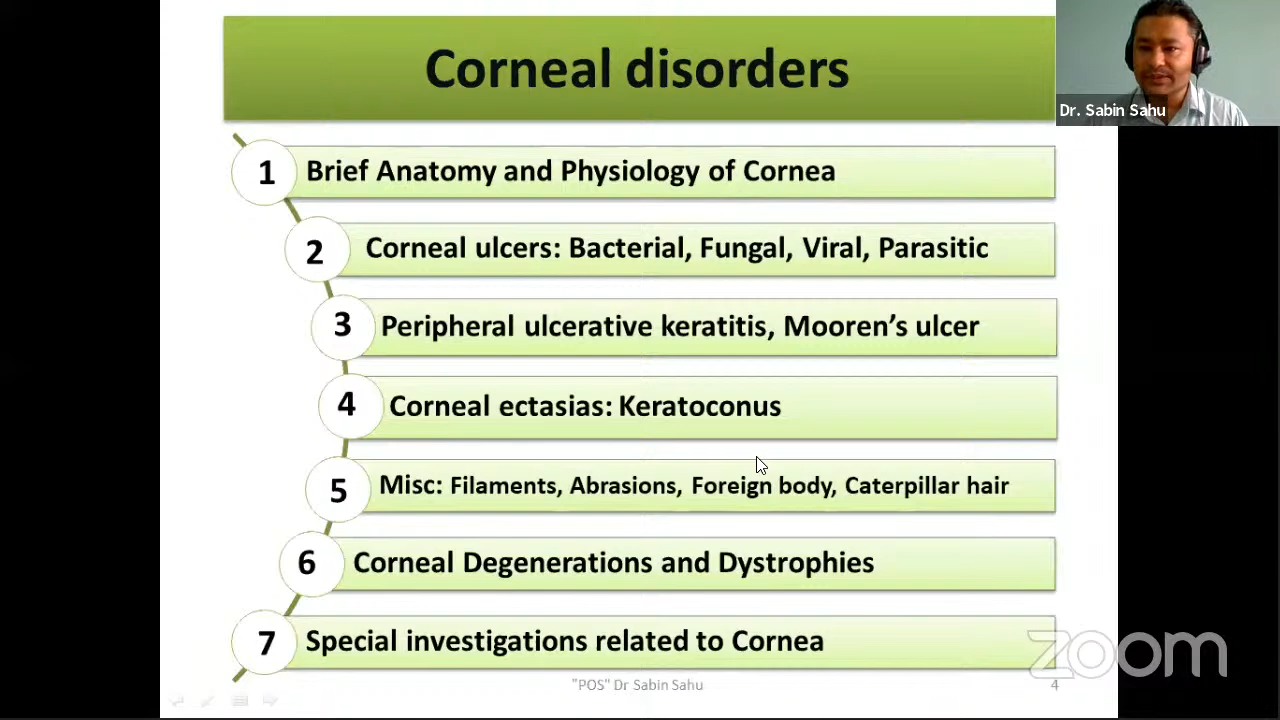 Corneal disorders
Dr. Sabin Sahu
1 Brief Anatomy and Physiology of Cornea
2 Corneal ulcers: Bacterial, Fungal, Viral, Parasitic
3 Peripheral ulcerative keratitis, Mooren’s ulcer
4 Corneal ectasias: Keratoconus
5 Misc: Filaments, Abrasions, Foreign body, Caterpillar hair
6 Corneal Degenerations and Dystrophies
7 Special investigations related to Cornea
zoom
"POS" Dr Sabin Sahu
4